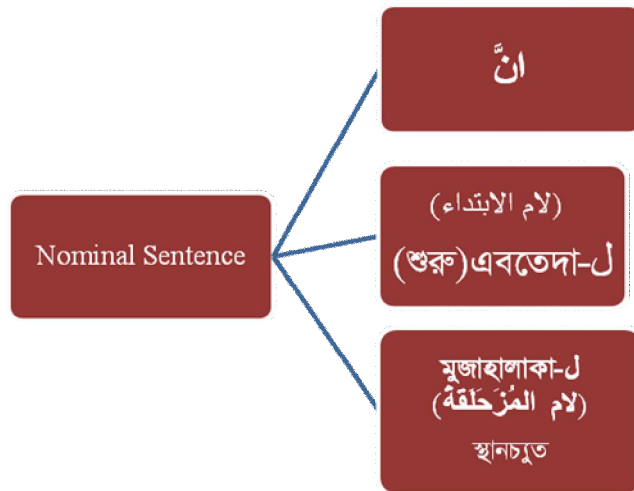 Nominal Sentence
انَّ
(لام الابتداء)
(শুরু)এবতেদা-ل
মুজাহালাকা-ل
(لام المُزَحلَقة)
স্থানচ্যুত